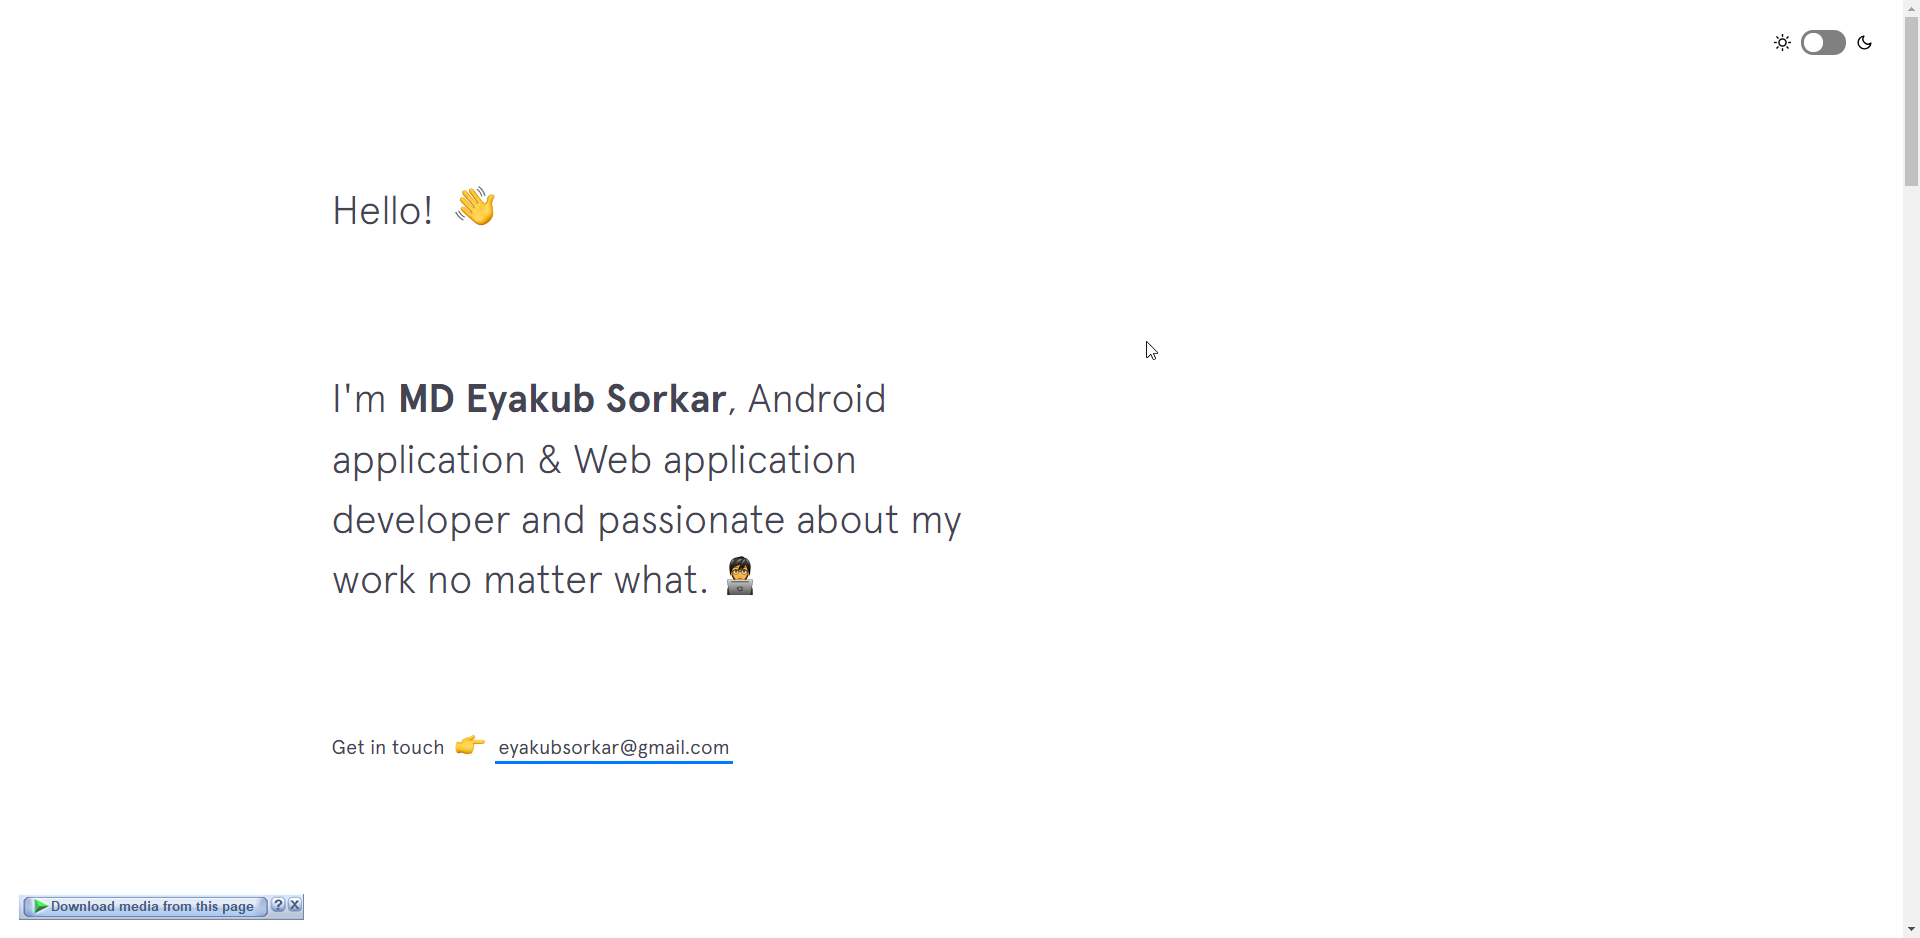 Hello! 👋
I'm MD Eyakub Sorkar, Android
application & Web application
developer and passionate about my
work no matter what. 👨‍💻
Get in touch 👉 eyakubsorkar@gmail.com
Download media from this page ? X